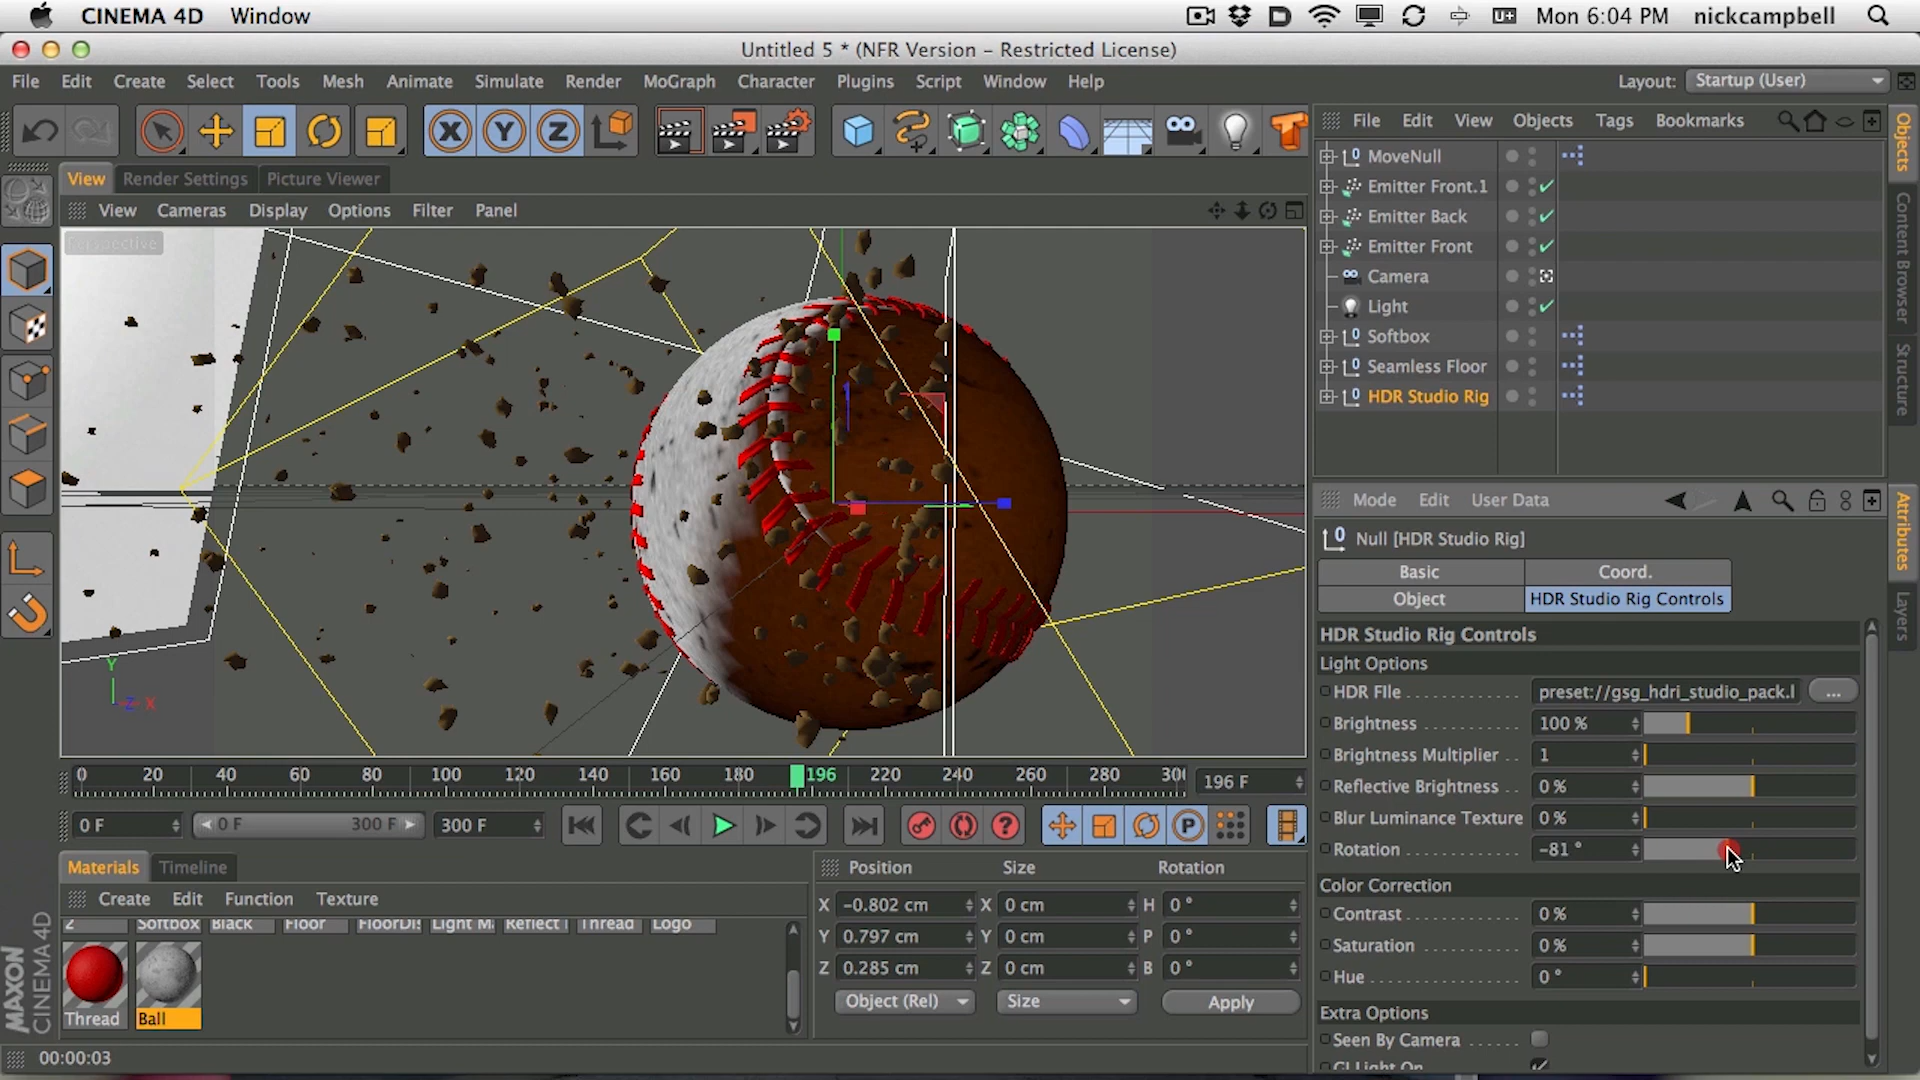 CINEMA 4D Window Mon 6:04 PM nickcampbell
Untitled 5 * (NFR Version – Restricted License)
File Edit Create Select Tools Mesh Animate Simulate Render MoGraph Character Plugins Script Window Help Layout: Startup (User)
X Y Z
File Edit View Objects Tags Bookmarks
Objects
Content Browser
Structure
View Render Settings Picture Viewer
View Cameras Display Options Filter Panel
Perspective
MoveNull
Emitter Front.1
Emitter Back
Emitter Front
Camera
Light
Softbox
Seamless Floor
HDR Studio Rig
Mode Edit User Data
Attributes
Layers
Null [HDR Studio Rig]
Basic Coord.
Object HDR Studio Rig Controls
HDR Studio Rig Controls
Light Options
HDR File preset://gsg_hdri_studio_pack.l ...
Brightness 100 %
Brightness Multiplier 1
Reflective Brightness 0 %
Blur Luminance Texture 0 %
Rotation -81 °
Color Correction
Contrast 0 %
Saturation 0 %
Hue 0 °
Extra Options
Seen By Camera
GI Light On
Y
Z X
0 20 40 60 80 100 120 140 160 180 196 220 240 260 280 30 196 F
0 F 0 F 300 F 300 F
P
Materials Timeline
Create Edit Function Texture
2 Softbox Black Floor FloorDi Light M Reflect Thread Logo
Thread Ball
Position Size Rotation
X -0.802 cm X 0 cm H 0 °
Y 0.797 cm Y 0 cm P 0 °
Z 0.285 cm Z 0 cm B 0 °
Object (Rel) Size Apply
MAXON
CINEMA 4D
00:00:03